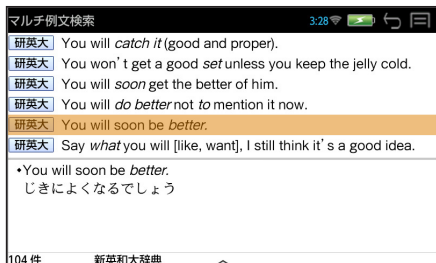 マルチ例文検索 3:28
研英大 You will catch it (good and proper).
研英大 You won't get a good set unless you keep the jelly cold.
研英大 You will soon get the better of him.
研英大 You will do better not to mention it now.
研英大 You will soon be better.
研英大 Say what you will [like, want], I still think it's a good idea.
•You will soon be better.
じきによくなるでしょう
104 件 新英和大辞典